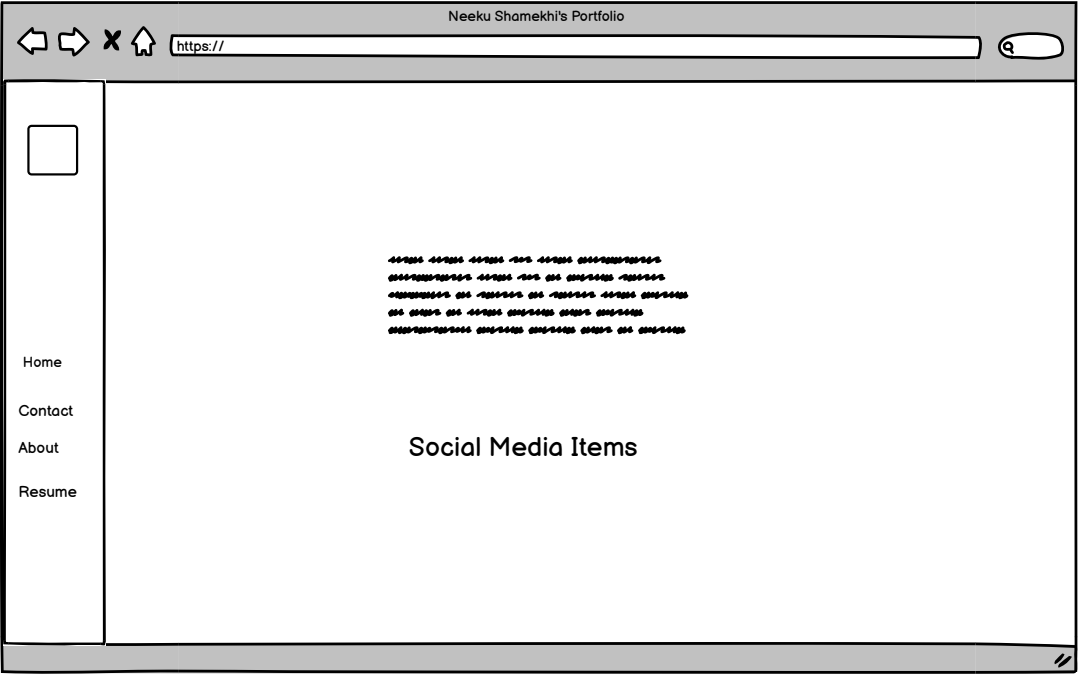 Neeku Shamekhi's Portfolio
https://
Home
Contact
About
Resume
Social Media Items